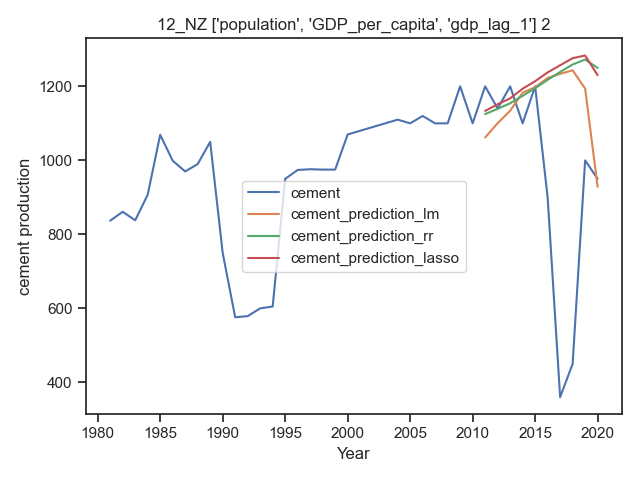 12_NZ ['population', 'GDP_per_capita', 'gdp_lag_1'] 2
cement production
1200
1000
800
600
400
cement
cement_prediction_lm
cement_prediction_rr
cement_prediction_lasso
1980 1985 1990 1995 2000 2005 2010 2015 2020
Year